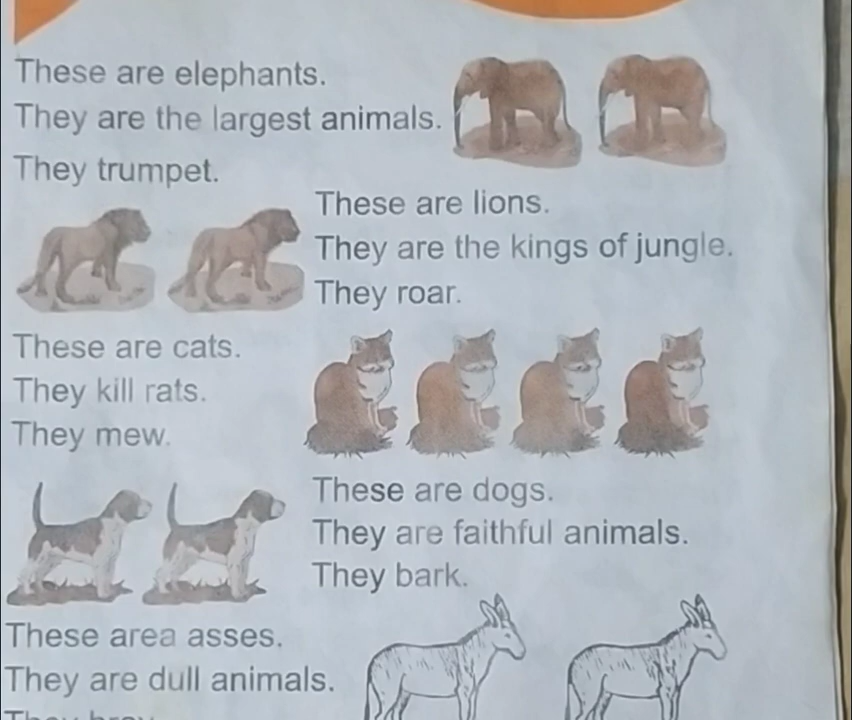 These are elephants.
They are the largest animals.
They trumpet.
These are lions.
They are the kings of jungle.
They roar.
These are cats.
They kill rats.
They mew.
These are dogs.
They are faithful animals.
They bark.
These area asses.
They are dull animals.
They bray